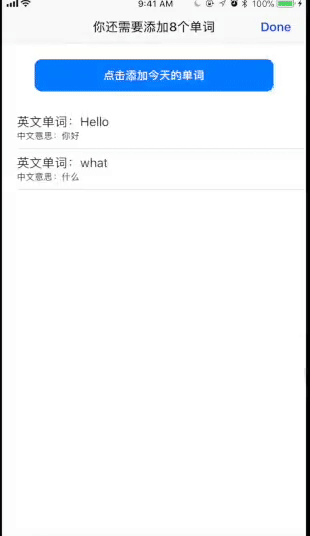 9:41 AM 100%
你还需要添加8个单词 Done
点击添加今天的单词
英文单词：Hello
中文意思：你好
英文单词：what
中文意思：什么